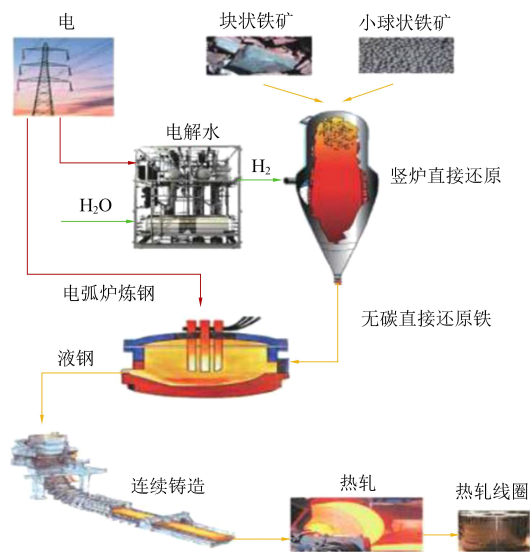 电
块状铁矿
小球状铁矿
电解水
H₂
竖炉直接还原
H₂O
电弧炉炼钢
无碳直接还原铁
液钢
连续铸造
热轧
热轧线圈